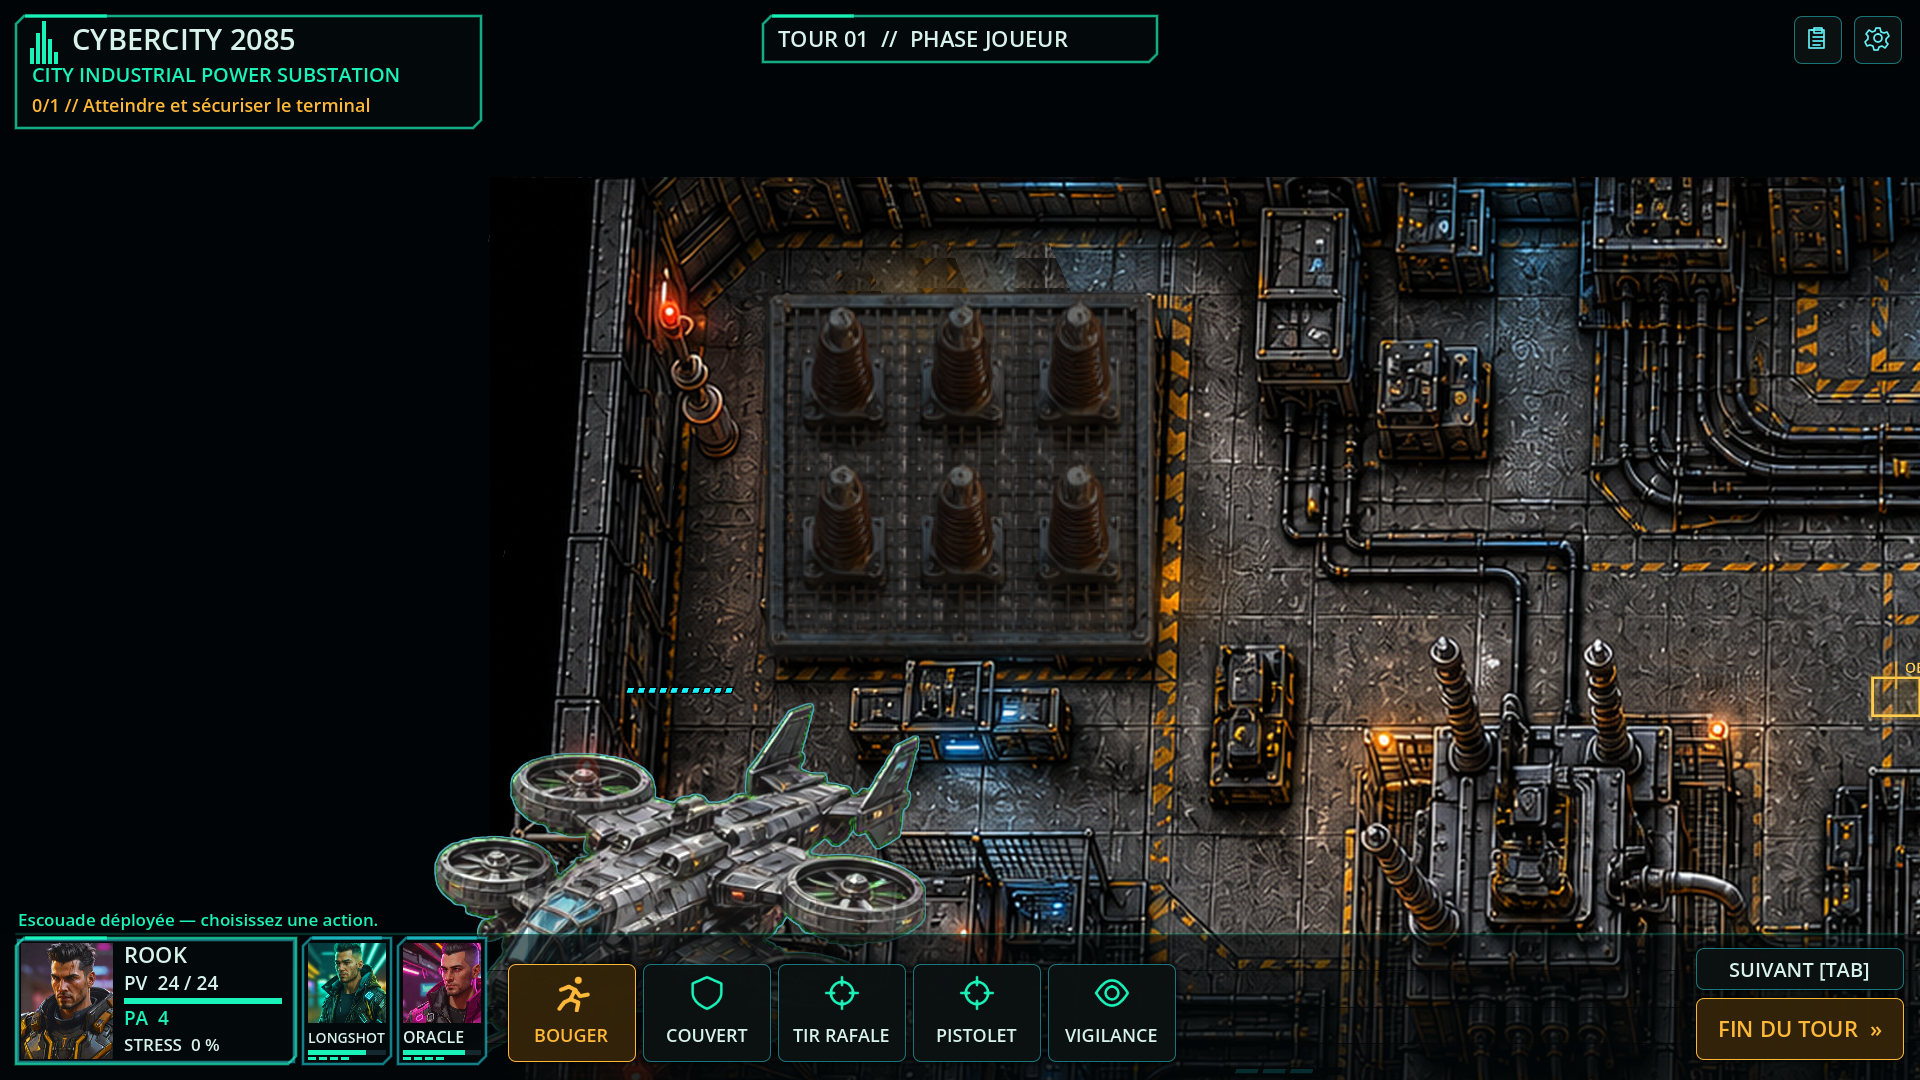 CYBERCITY 2085
CITY INDUSTRIAL POWER SUBSTATION
0/1 // Atteindre et sécuriser le terminal
TOUR 01 // PHASE JOUEUR
Escouade déployée — choisissez une action.
ROOK
PV 24 / 24
PA 4
STRESS 0 %
LONGSHOT
ORACLE
BOUGER
COUVERT
TIR RAFALE
PISTOLET
VIGILANCE
SUIVANT [TAB]
FIN DU TOUR »